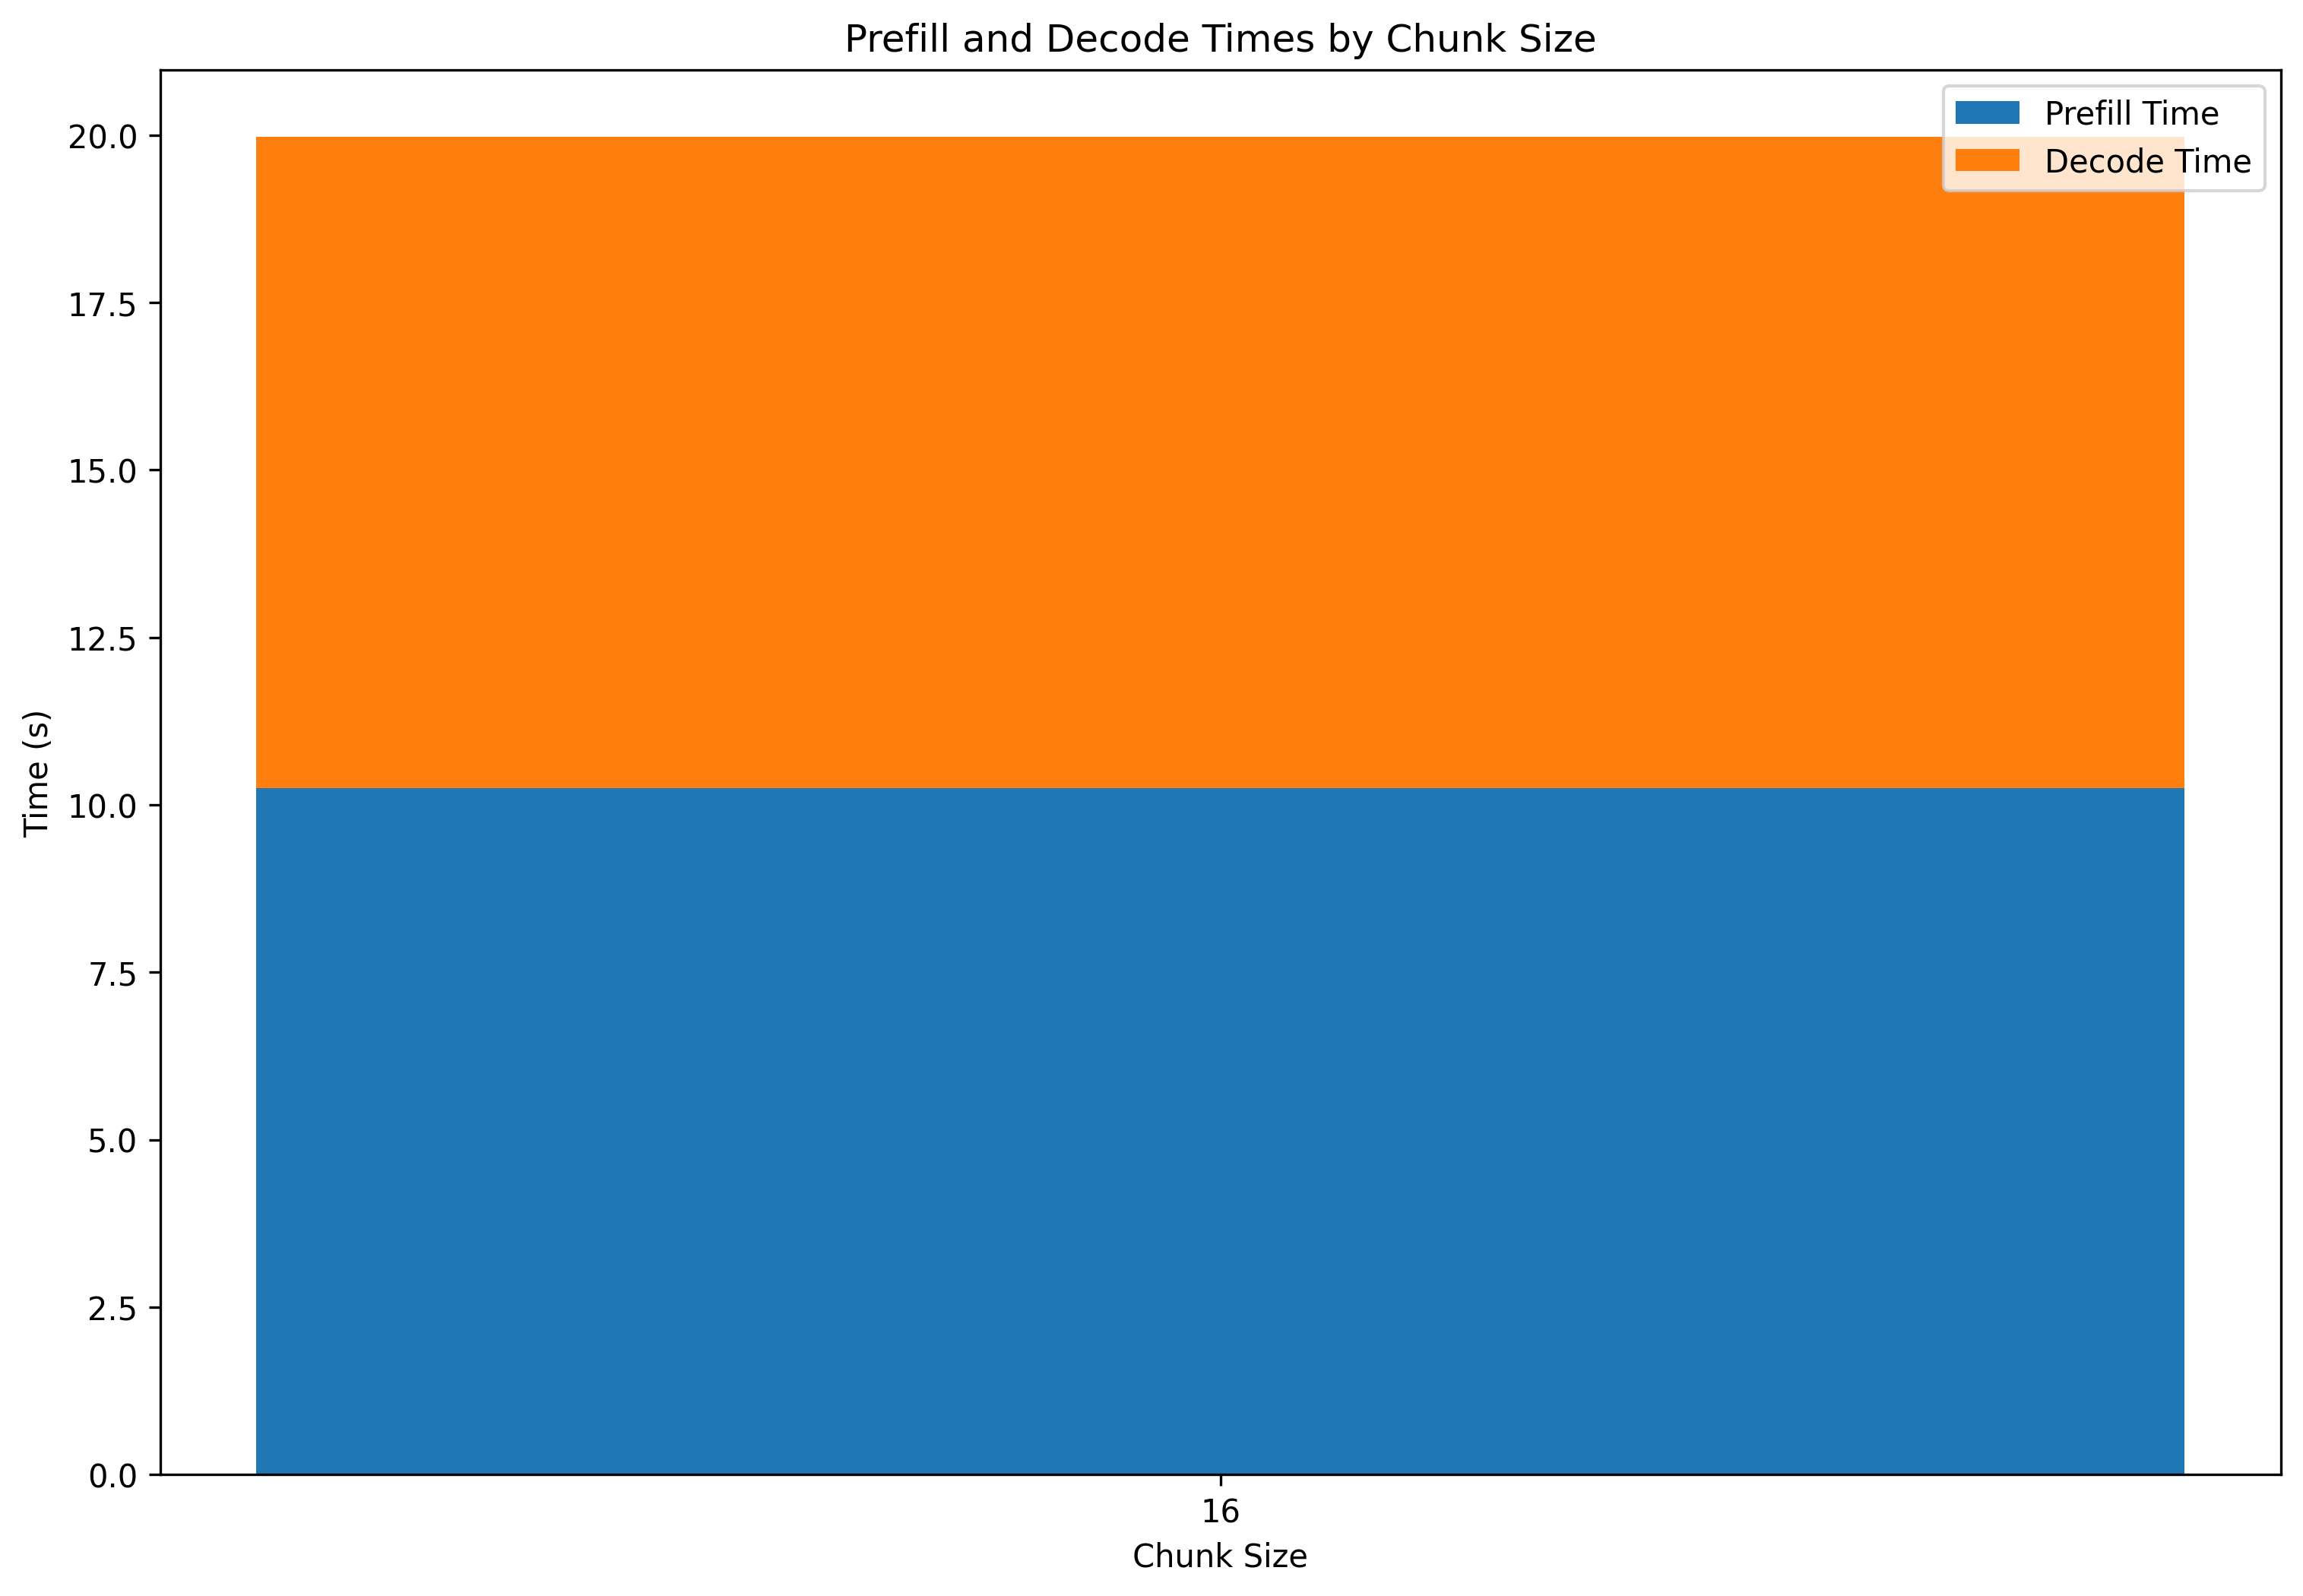 Prefill and Decode Times by Chunk Size
Prefill Time
Decode Time
20.0
17.5
15.0
12.5
10.0
7.5
5.0
2.5
0.0
Time (s)
16
Chunk Size